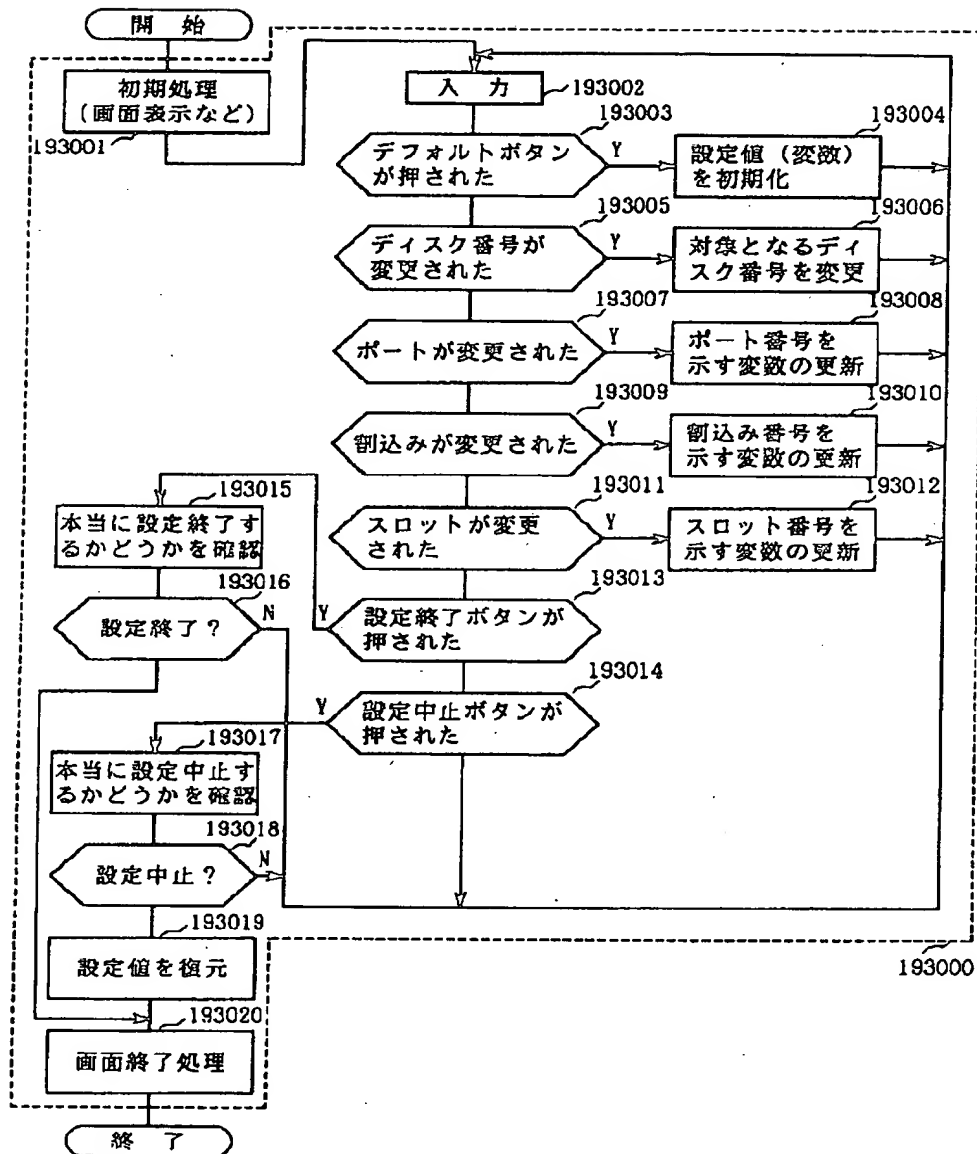 開 始
初期処理
(画面表示など)
193001
入 力
193002
193003
デフォルトボタン
が押された
Y
193004
設定値(変数)
を初期化
193005
ディスク番号が
変更された
Y
193006
対象となるディ
スク番号を変更
193007
ポートが変更された
Y
193008
ポート番号を
示す変数の更新
193009
割込みが変更された
Y
193010
割込み番号を
示す変数の更新
193011
スロットが変更
された
Y
193012
スロット番号を
示す変数の更新
193013
設定終了ボタンが
押された
Y
193014
設定中止ボタンが
押された
Y
193015
本当に設定終了す
るかどうかを確認
193016
設定終了?
N
193017
本当に設定中止す
るかどうかを確認
193018
設定中止?
N
193019
設定値を復元
193020
画面終了処理
終 了
193000